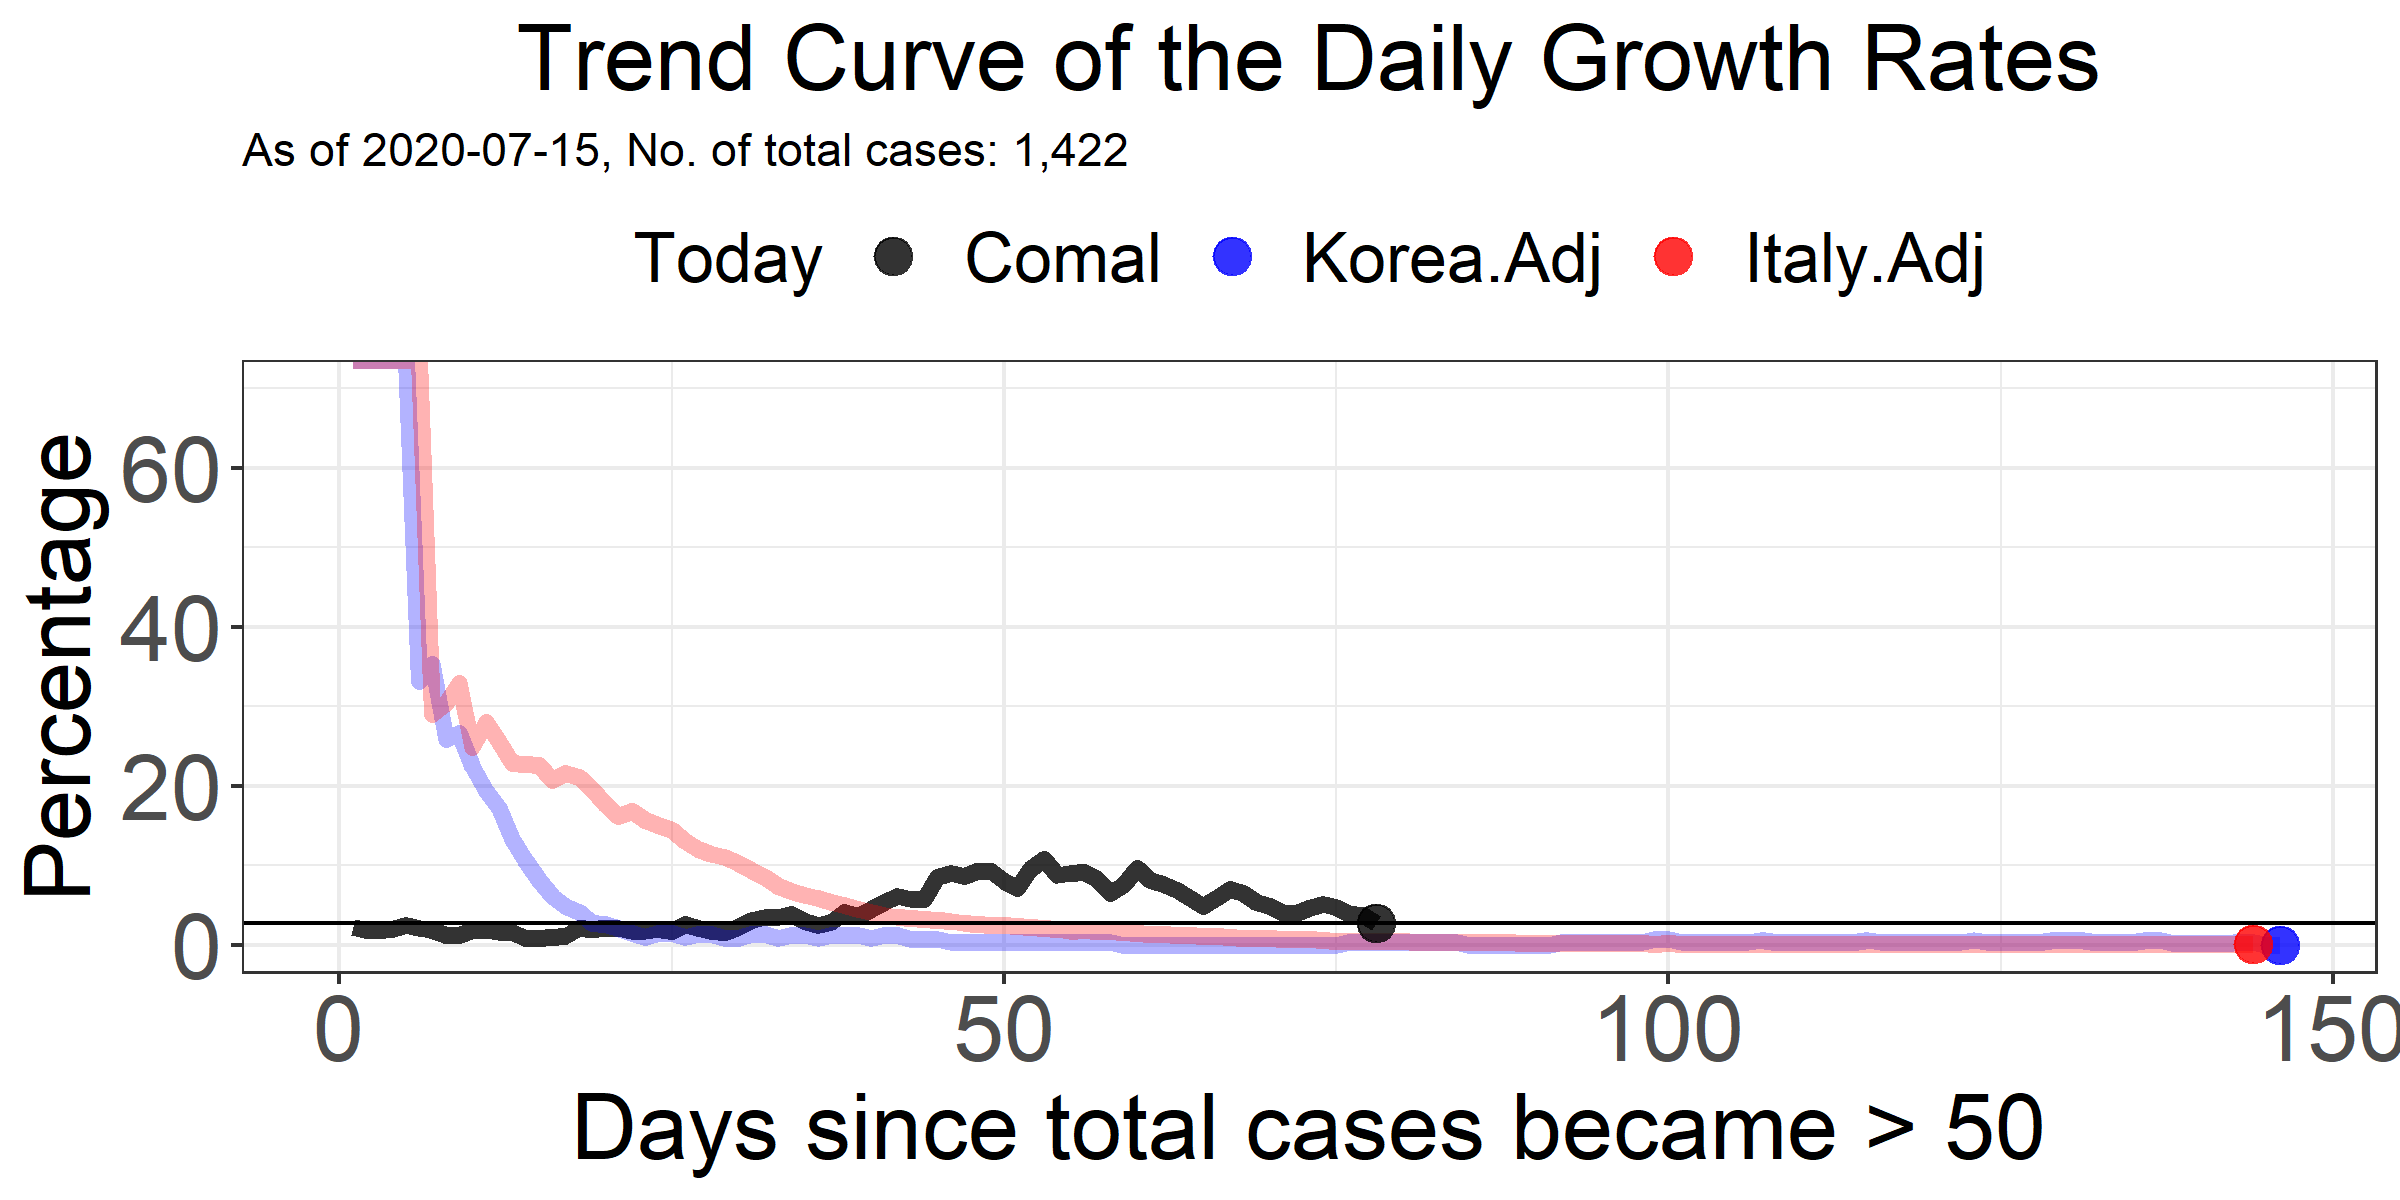 Trend Curve of the Daily Growth Rates
As of 2020-07-15, No. of total cases: 1,422
Today Comal Korea.Adj Italy.Adj
Percentage
60
40
20
0
0 50 100 150
Days since total cases became > 50